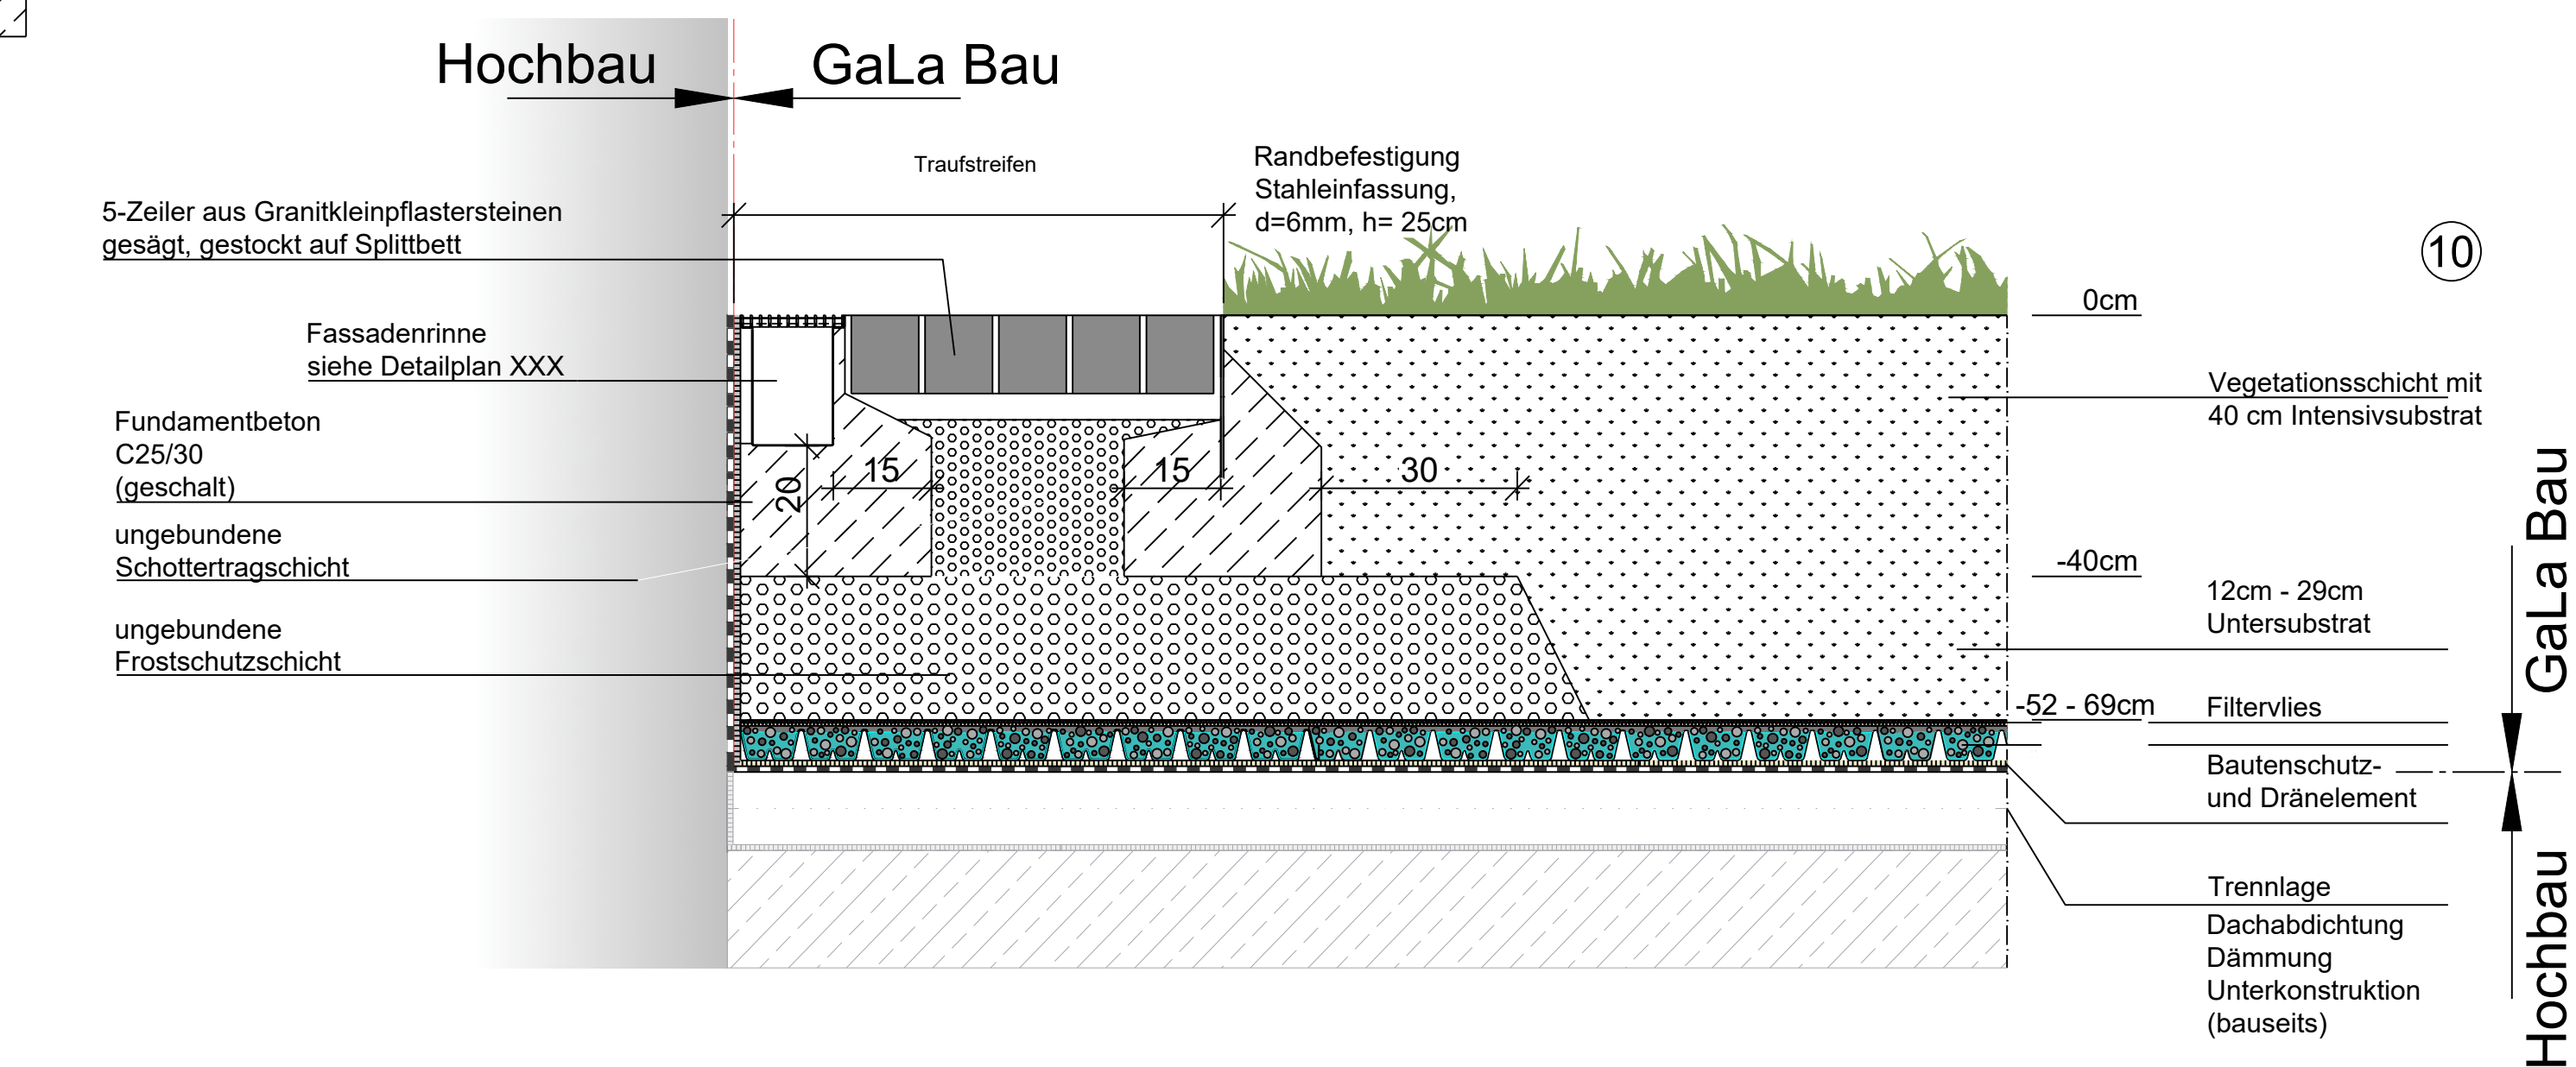 Hochbau
GaLa Bau
Traufstreifen
Randbefestigung
Stahleinfassung,
d=6mm, h= 25cm
5-Zeiler aus Granitkleinpflastersteinen
gesägt, gestockt auf Splittbett
10
0cm
Fassadenrinne
siehe Detailplan XXX
Vegetationsschicht mit
40 cm Intensivsubstrat
Fundamentbeton
C25/30
(geschalt)
15
15
30
20
ungebundene
Schottertragschicht
-40cm
12cm - 29cm
Untersubstrat
GaLa Bau
ungebundene
Frostschutzschicht
-52 - 69cm
Filtervlies
Bautenschutz-
und Dränelement
Trennlage
Dachabdichtung
Dämmung
Unterkonstruktion
(bauseits)
Hochbau